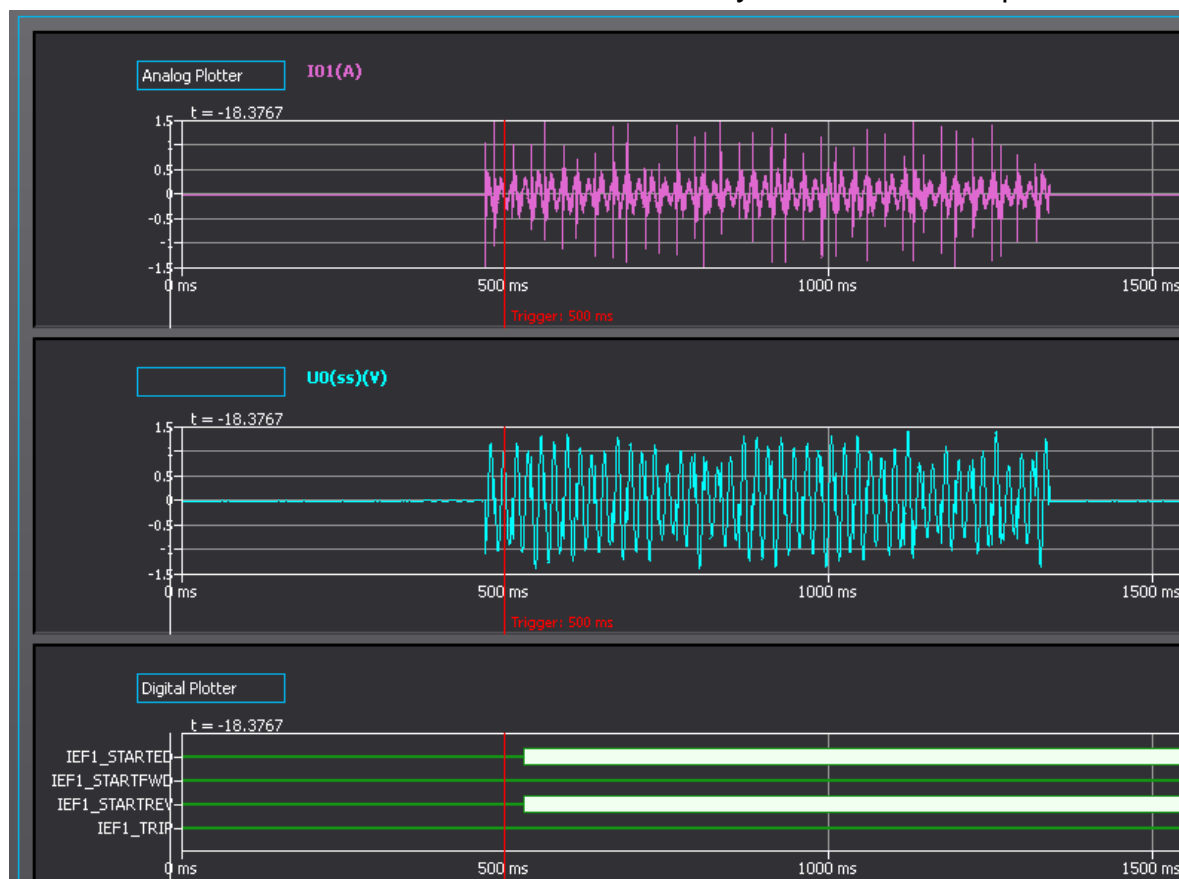 Analog Plotter I01(A)
t = -18.3767
1.5
1
0.5
0
-0.5
-1
-1.5
0 ms 500 ms 1000 ms 1500 ms
Trigger: 500 ms
U0(ss)(V)
t = -18.3767
1.5
1
0.5
0
-0.5
-1
-1.5
0 ms 500 ms 1000 ms 1500 ms
Trigger: 500 ms
Digital Plotter
t = -18.3767
IEF1_STARTED
IEF1_STARTFWD
IEF1_STARTREV
IEF1_TRIP
0 ms 500 ms 1000 ms 1500 ms